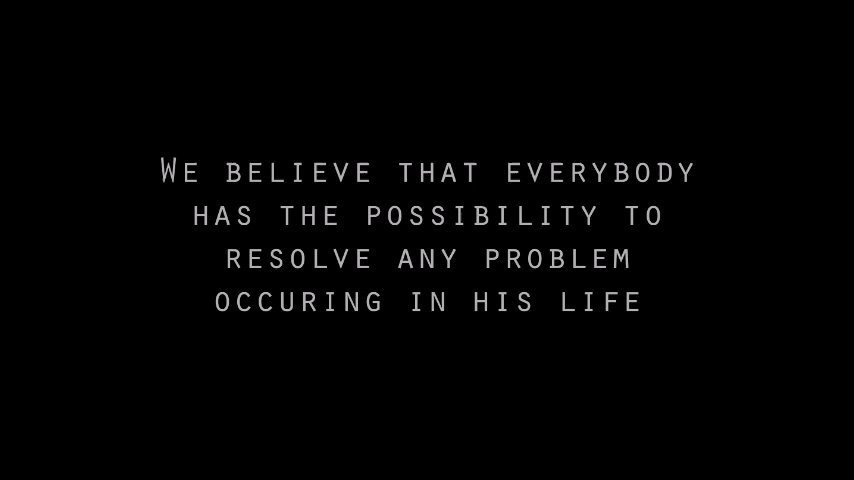 We believe that everybody
has the possibility to
resolve any problem
occuring in his life